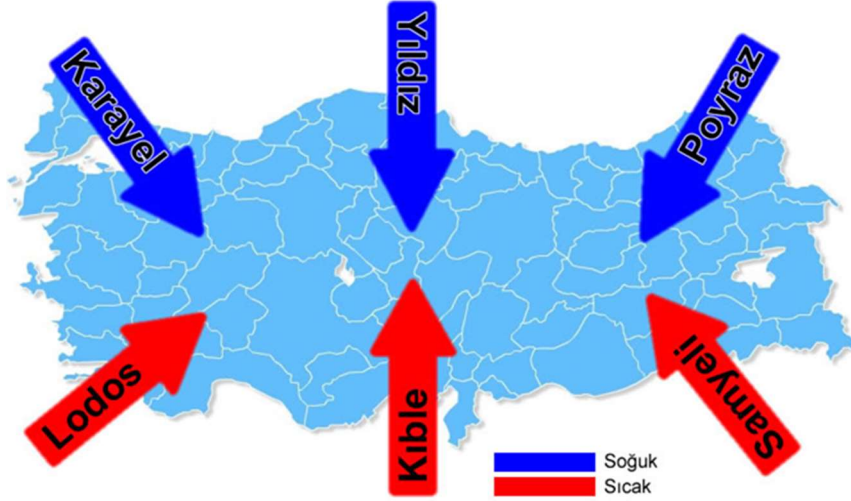 Karayel
Yıldız
Poyraz
Lodos
Kıble
Samyeli
Soğuk
Sıcak